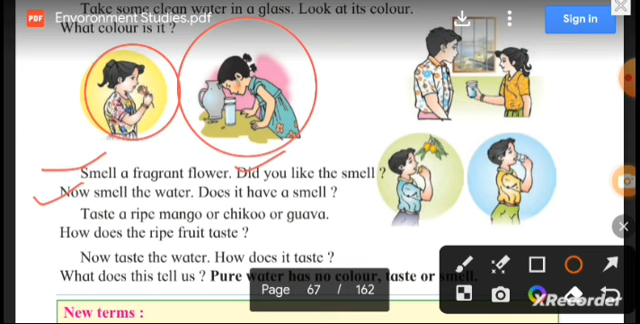 Take some clean water in a glass. Look at its colour.
PDF Envoronment Studies.pdf
Sign in
What colour is it ?
Smell a fragrant flower. Did you like the smell ?
Now smell the water. Does it have a smell ?
Taste a ripe mango or chikoo or guava.
How does the ripe fruit taste ?
Now taste the water. How does it taste ?
What does this tell us ? Pure water has no colour, taste or smell.
Page 67 / 162
XRecorder
New terms :